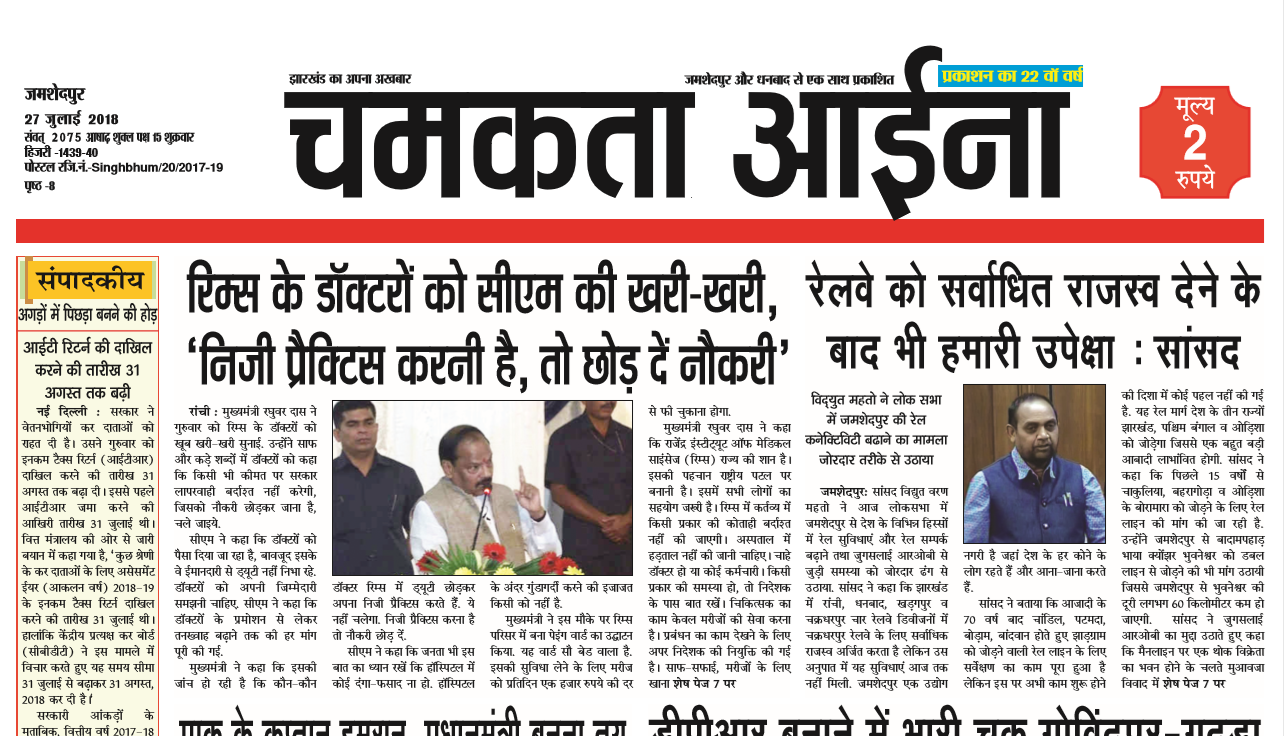 जमशेदपुर
27 जुलाई 2018
संवत् 2075 आषाढ़ शुक्ल पक्ष 15 शुक्रवार
हिजरी -1439-40
पोस्टल रजि.नं.-Singhbhum/20/2017-19
पृष्ठ -8
झारखंड का अपना अखबार
जमशेदपुर और धनबाद से एक साथ प्रकाशित
प्रकाशन का 22 वॉ वर्ष
चमकता आईना
मूल्य
2
रुपये
संपादकीय
अगड़ों में पिछड़ा बनने की होड़
आईटी रिटर्न की दाखिल
करने की तारीख 31
अगस्त तक बढ़ी
नई दिल्ली : सरकार ने
वेतनभोगियों कर दाताओं को
राहत दी है। उसने गुरुवार को
इनकम टैक्स रिटर्न (आईटीआर)
दाखिल करने की तारीख 31
अगस्त तक बढ़ा दी। इससे पहले
आईटीआर जमा करने की
आखिरी तारीख 31 जुलाई थी।
वित्त मंत्रालय की ओर से जारी
बयान में कहा गया है, 'कुछ श्रेणी
के कर दाताओं के लिए असेसमेंट
ईयर (आकलन वर्ष) 2018-19
के इनकम टैक्स रिटर्न दाखिल
करने की तारीख 31 जुलाई थी।
हालांकि केंद्रीय प्रत्यक्ष कर बोर्ड
(सीबीडीटी) ने इस मामले में
विचार करते हुए यह समय सीमा
31 जुलाई से बढ़ाकर 31 अगस्त,
2018 कर दी है।
सरकारी आंकड़ों के
मुताबिक, वित्तीय वर्ष 2017-18
रिम्स के डॉक्टरों को सीएम की खरी-खरी,
'निजी प्रैक्टिस करनी है, तो छोड़ दें नौकरी'
रांची : मुख्यमंत्री रघुवर दास ने
गुरुवार को रिम्स के डॉक्टरों को
खूब खरी-खरी सुनाई. उन्होंने साफ
और कड़े शब्दों में डॉक्टरों को कहा
कि किसी भी कीमत पर सरकार
लापरवाही बर्दाश्त नहीं करेगी,
जिसको नौकरी छोड़कर जाना है,
चले जाइये.
सीएम ने कहा कि डॉक्टरों को
पैसा दिया जा रहा है, बावजूद इसके
वे ईमानदारी से ड्यूटी नहीं निभा रहे.
डॉक्टरों को अपनी जिम्मेदारी
समझनी चाहिए. सीएम ने कहा कि
डॉक्टरों के प्रमोशन से लेकर
तनख्वाह बढ़ाने तक की हर मांग
पूरी की गई.
मुख्यमंत्री ने कहा कि इसकी
जांच हो रही है कि कौन-कौन
डॉक्टर रिम्स में ड्यूटी छोड़कर
अपना निजी प्रैक्टिस करते हैं. ये
नहीं चलेगा. निजी प्रैक्टिस करना है
तो नौकरी छोड़ दें.
सीएम ने कहा कि जनता भी इस
बात का ध्यान रखें कि हॉस्पिटल में
कोई दंगा-फसाद ना हो. हॉस्पिटल
के अंदर गुंडागर्दी करने की इजाजत
किसी को नहीं है.
मुख्यमंत्री ने इस मौके पर रिम्स
परिसर में बना पेइंग वार्ड का उद्घाटन
किया. यह वार्ड सौ बेड वाला है.
इसकी सुविधा लेने के लिए मरीज
को प्रतिदिन एक हजार रुपये की दर
से फी चुकाना होगा.
मुख्यमंत्री रघुवर दास ने कहा
कि राजेंद्र इंस्टीट्यूट ऑफ मेडिकल
साइंसेज (रिम्स) राज्य की शान है।
इसकी पहचान राष्ट्रीय पटल पर
बनानी है। इसमें सभी लोगों का
सहयोग जरूरी है। रिम्स में कर्तव्य में
किसी प्रकार की कोताही बर्दाश्त
नहीं की जाएगी। अस्पताल में
हड़ताल नहीं की जानी चाहिए। चाहे
डॉक्टर हो या कोई कर्मचारी। किसी
प्रकार की समस्या हो, तो निदेशक
के पास बात रखें। चिकित्सक का
काम केवल मरीजों की सेवा करना
है। प्रबंधन का काम देखने के लिए
अपर निदेशक की नियुक्ति की गई
है। साफ-सफाई, मरीजों के लिए
खाना शेष पेज 7 पर
रेलवे को सर्वाधित राजस्व देने के
बाद भी हमारी उपेक्षा : सांसद
विद्युत महतो ने लोक सभा
में जमशेदपुर की रेल
कनेक्टिविटी बढाने का मामला
जोरदार तरीके से उठाया
जमशेदपुर: सांसद विद्युत वरण
महतो ने आज लोकसभा में
जमशेदपुर से देश के विभिन्न हिस्सों
में रेल सुविधाएं और रेल सम्पर्क
बढ़ाने तथा जुगसलाई आरओबी से
जुड़ी समस्या को जोरदार ढंग से
उठाया. सांसद ने कहा कि झारखंड
में रांची, धनबाद, खड़गपुर व
चक्रधरपुर चार रेलवे डिवीजनों में
चक्रधरपुर रेलवे के लिए सर्वाधिक
राजस्व अर्जित करता है लेकिन उस
अनुपात में यह सुविधाएं आज तक
नहीं मिली. जमशेदपुर एक उद्योग
नगरी है जहां देश के हर कोने के
लोग रहते हैं और आना-जाना करते
हैं.
सांसद ने बताया कि आजादी के
70 वर्ष बाद चांडिल, पटमदा,
बोड़ाम, बांदवान होते हुए झाड़ग्राम
को जोड़ने वाली रेल लाइन के लिए
सर्वेक्षण का काम पूरा हुआ है
लेकिन इस पर अभी काम शुरू होने
की दिशा में कोई पहल नहीं की गई
है. यह रेल मार्ग देश के तीन राज्यों
झारखंड, पश्चिम बंगाल व ओड़िशा
को जोड़ेगा जिससे एक बहुत बड़ी
आबादी लाभांवित होगी. सांसद ने
कहा कि पिछले 15 वर्षों से
चाकुलिया, बहरागोड़ा व ओड़िशा
के बोरामारा को जोड़ने के लिए रेल
लाइन की मांग की जा रही है.
उन्होंने जमशेदपुर से बादामपहाड़
भाया क्योंझर भुवनेश्वर को डबल
लाइन से जोड़ने की भी मांग उठायी
जिससे जमशेदपुर से भुवनेश्वर की
दूरी लगभग 60 किलोमीटर कम हो
जाएगी. सांसद ने जुगसलाई
आरओबी का मुद्दा उठाते हुए कहा
कि मैनलाइन पर एक थोक विक्रेता
का भवन होने के चलते मुआवजा
विवाद में शेष पेज 7 पर
पाक के कप्तान इमरान, प्रधानमंत्री बनना तय
डीपीआर बनाने में भारी चूक गोविंदपुर-गदड़ा